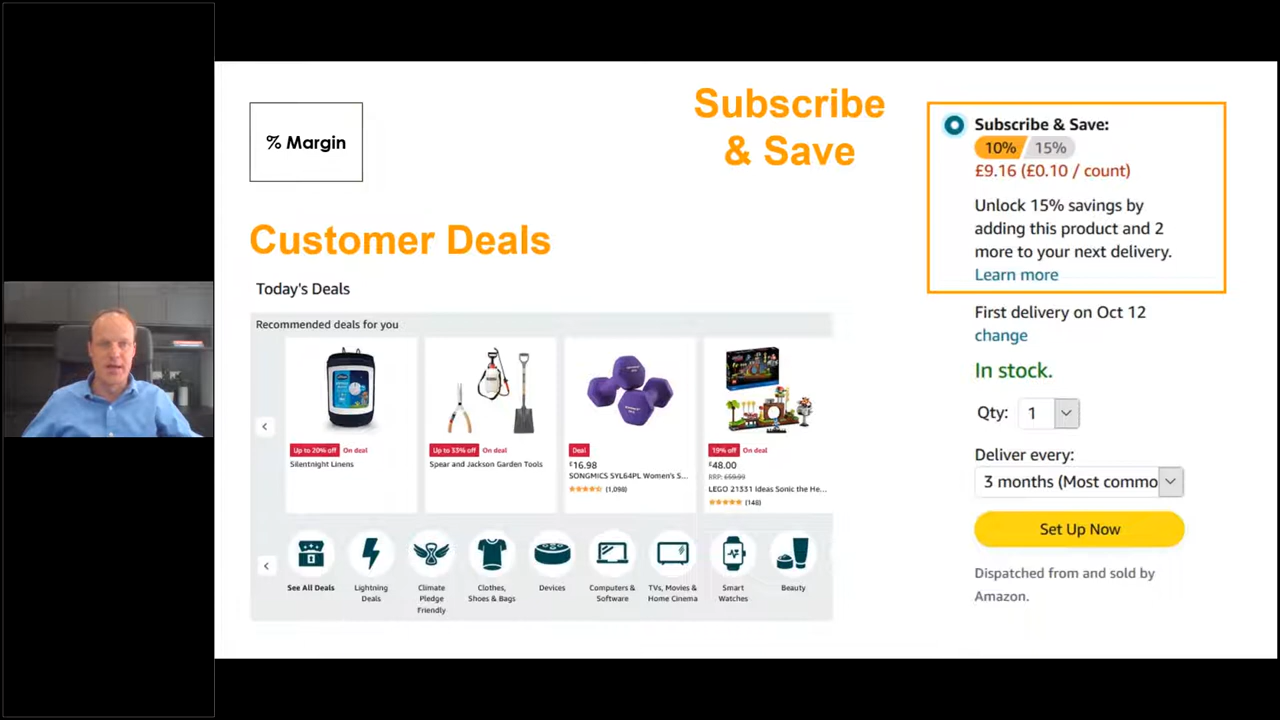 % Margin
Subscribe
& Save
Customer Deals
Today's Deals
Recommended deals for you
Up to 20% off On deal
Silentnight Linens
Up to 33% off On deal
Spear and Jackson Garden Tools
Deal
£16.98
SONGMICS SYL64PL Women's S...
(1,098)
19% off On deal
£48.00
RRP: £59.99
LEGO 21331 Ideas Sonic the He...
(148)
See All Deals
Lightning
Deals
Climate
Pledge
Friendly
Clothes,
Shoes & Bags
Devices
Computers &
Software
TVs, Movies &
Home Cinema
Smart
Watches
Beauty
Subscribe & Save:
10% 15%
£9.16 (£0.10 / count)
Unlock 15% savings by
adding this product and 2
more to your next delivery.
Learn more
First delivery on Oct 12
change
In stock.
Qty: 1
Deliver every:
3 months (Most commo
Set Up Now
Dispatched from and sold by
Amazon.